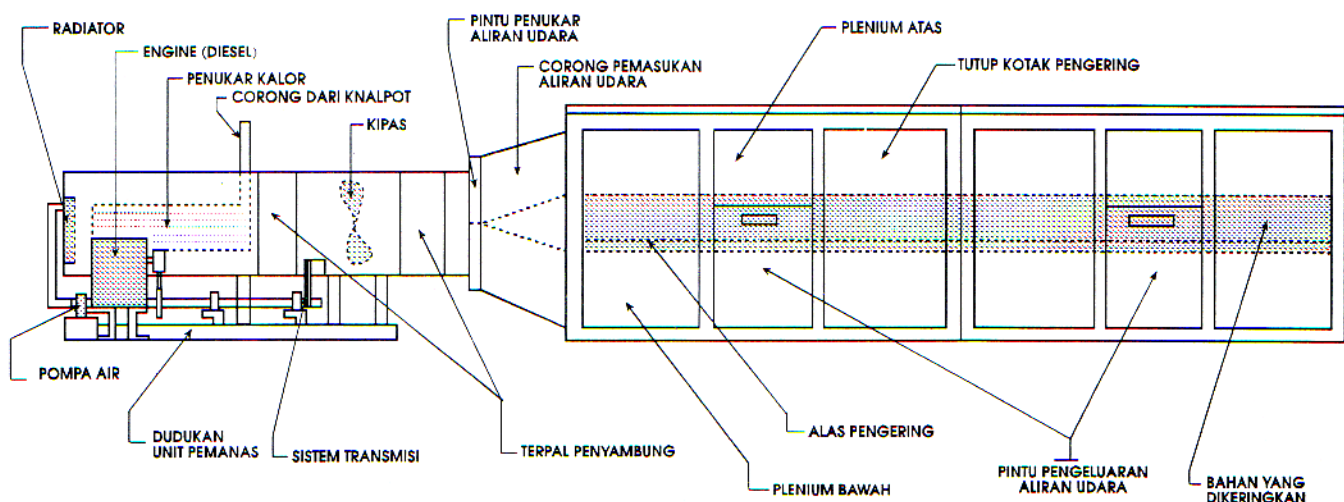 RADIATOR
ENGINE (DIESEL)
PENUKAR KALOR
CORONG DARI KNALPOT
KIPAS
PINTU PENUKAR
ALIRAN UDARA
CORONG PEMASUKAN
ALIRAN UDARA
PLENIUM ATAS
TUTUP KOTAK PENGERING
POMPA AIR
DUDUKAN
UNIT PEMANAS
SISTEM TRANSMISI
TERPAL PENYAMBUNG
ALAS PENGERING
PLENIUM BAWAH
PINTU PENGELUARAN
ALIRAN UDARA
BAHAN YANG
DIKERINGKAN